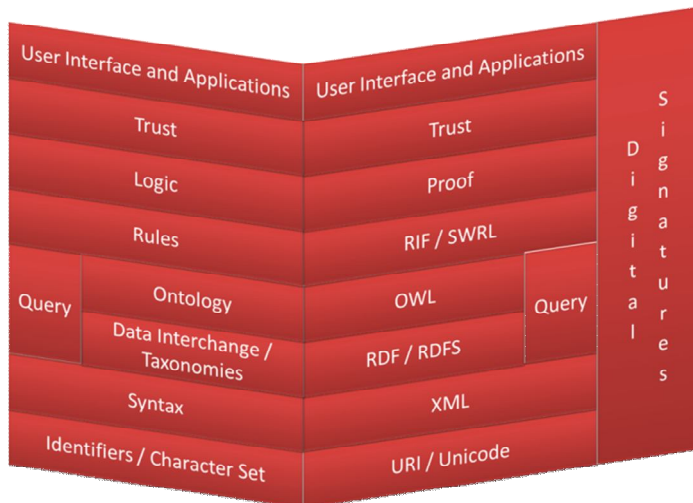 User Interface and Applications
Trust
Logic
Rules
Query
Ontology
Data Interchange /
Taxonomies
Syntax
Identifiers / Character Set
User Interface and Applications
Trust
Proof
RIF / SWRL
OWL
Query
RDF / RDFS
XML
URI / Unicode
Digital
Signatures